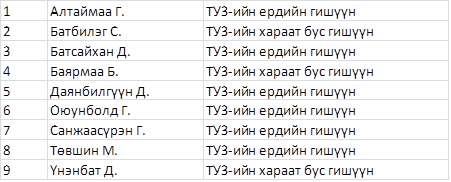 1 Алтаймаа Г. ТУЗ-ийн ердийн гишүүн
2 Батбилэг С. ТУЗ-ийн хараат бус гишүүн
3 Батсайхан Д. ТУЗ-ийн ердийн гишүүн
4 Баярмаа Б. ТУЗ-ийн хараат бус гишүүн
5 Даянбилгүүн Д. ТУЗ-ийн ердийн гишүүн
6 Оюунболд Г. ТУЗ-ийн ердийн гишүүн
7 Санжаасүрэн Г. ТУЗ-ийн ердийн гишүүн
8 Төвшин М. ТУЗ-ийн ердийн гишүүн
9 Үнэнбат Д. ТУЗ-ийн хараат бус гишүүн